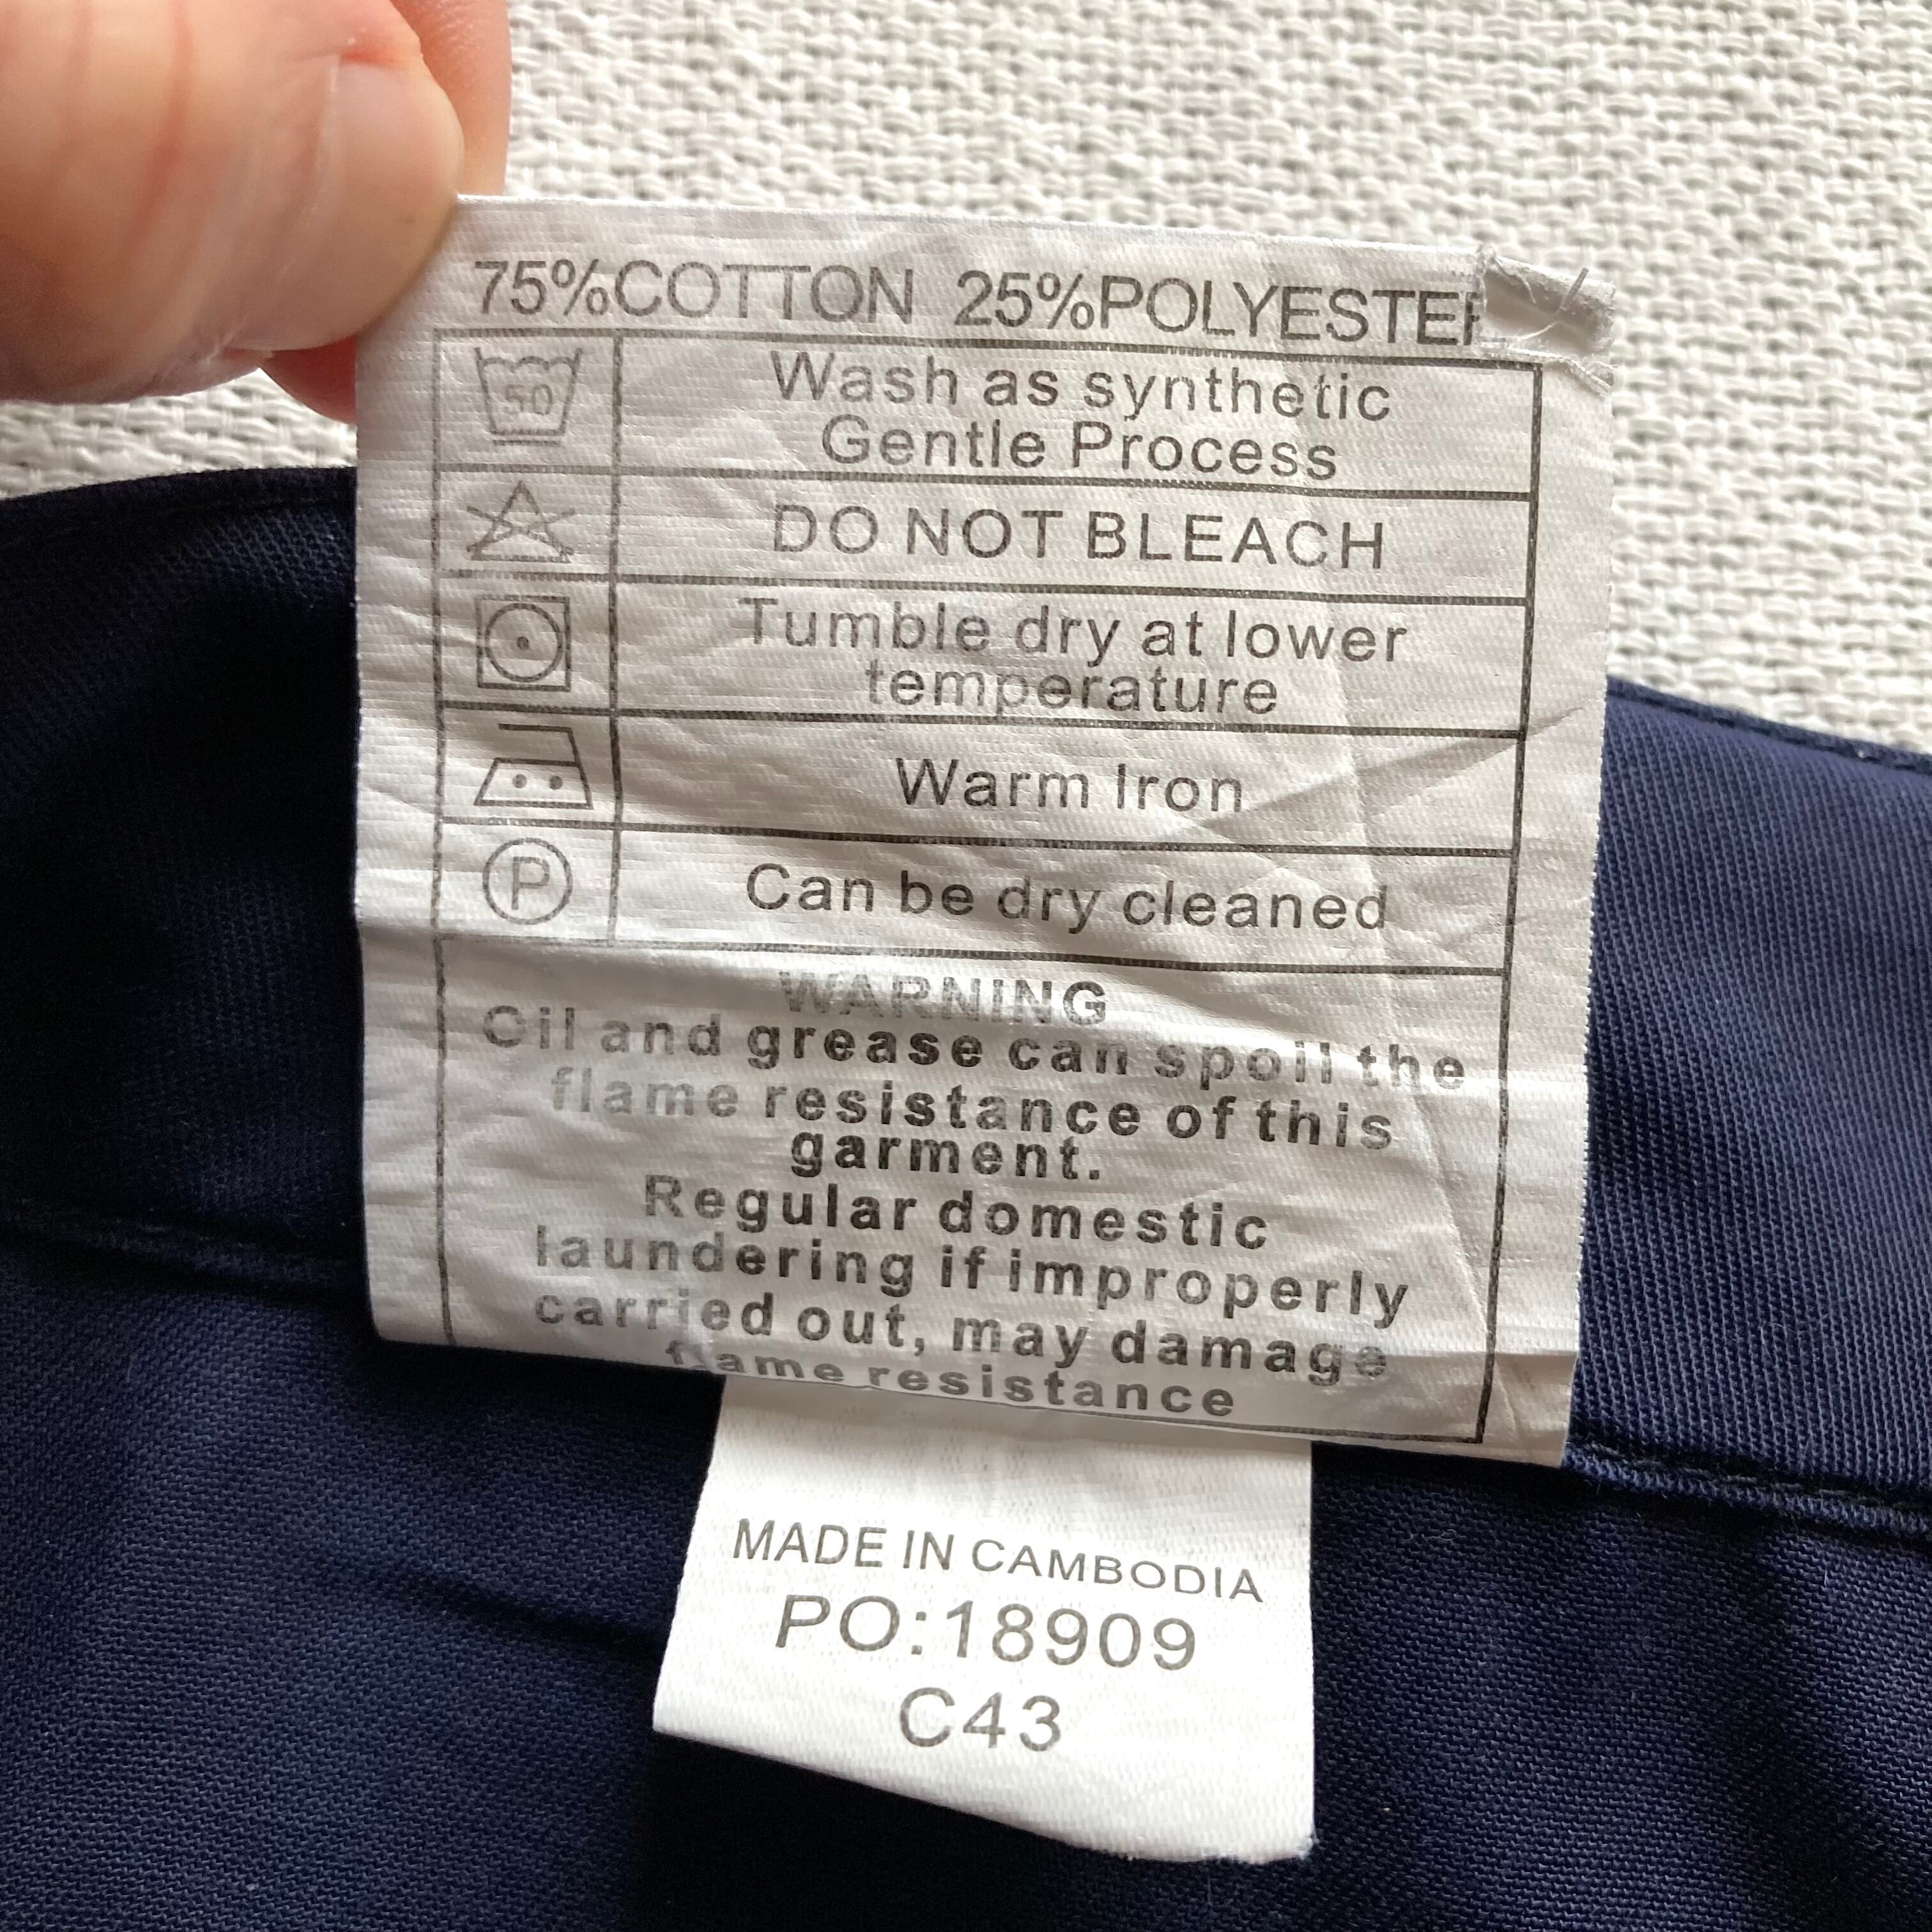 75%COTTON 25%POLYESTER
50
Wash as synthetic
Gentle Process
DO NOT BLEACH
Tumble dry at lower
temperature
Warm Iron
P
Can be dry cleaned
WARNING
Oil and grease can spoil the
flame resistance of this
garment.
Regular domestic
laundering if improperly
carried out, may damage
flame resistance
MADE IN CAMBODIA
PO:18909
C43